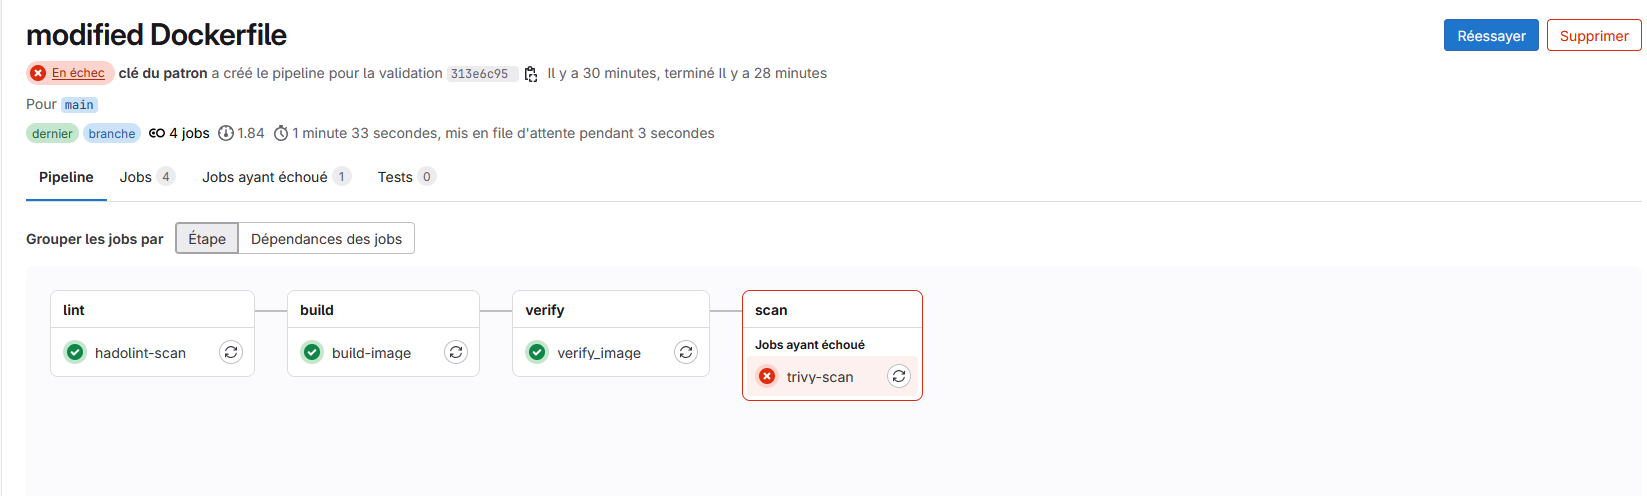 modified Dockerfile
Réessayer
Supprimer
En échec clé du patron a créé le pipeline pour la validation 313e6c95 Il y a 30 minutes, terminé Il y a 28 minutes
Pour main
dernier branche 4 jobs 1.84 1 minute 33 secondes, mis en file d'attente pendant 3 secondes
Pipeline Jobs 4 Jobs ayant échoué 1 Tests 0
Grouper les jobs par Étape Dépendances des jobs
lint build verify scan
Jobs ayant échoué
hadolint-scan build-image verify_image
trivy-scan